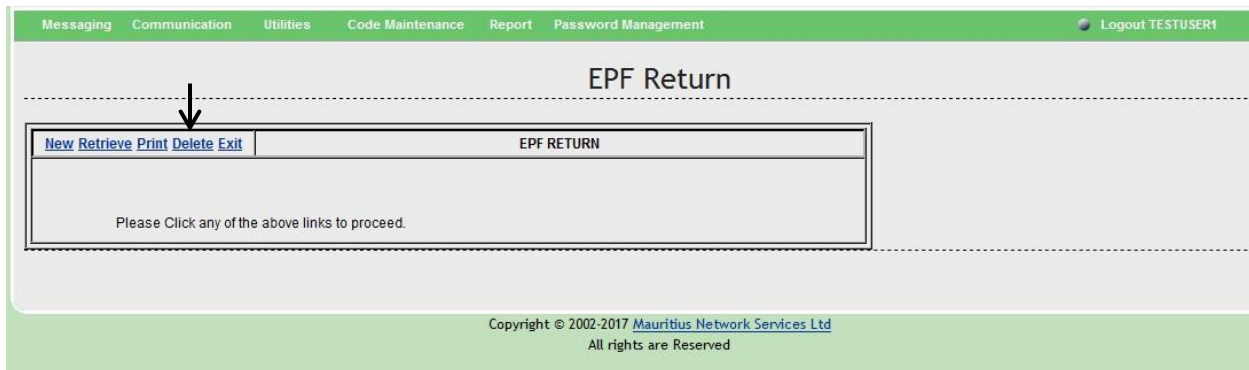 Messaging Communication Utilities Code Maintenance Report Password Management Logout TESTUSER1
EPF Return
New Retrieve Print Delete Exit EPF RETURN
Please Click any of the above links to proceed.
Copyright © 2002-2017 Mauritius Network Services Ltd
All rights are Reserved